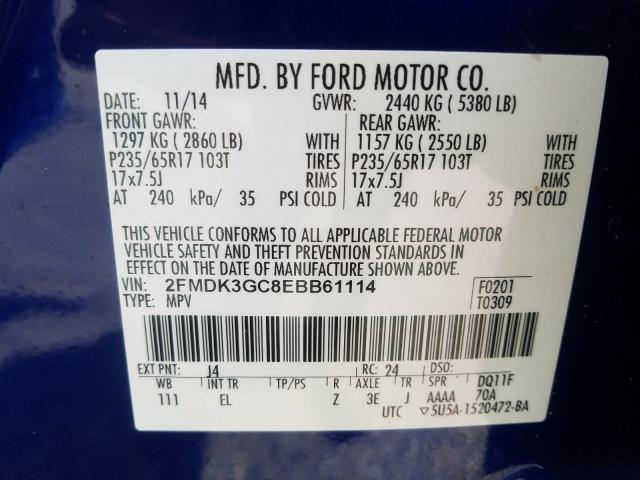 MFD. BY FORD MOTOR CO.
DATE: 11/14 GVWR: 2440 KG ( 5380 LB)
FRONT GAWR: REAR GAWR:
1297 KG ( 2860 LB) WITH 1157 KG ( 2550 LB) WITH
P235/65R17 103T TIRES P235/65R17 103T TIRES
17x7.5J RIMS 17x7.5J RIMS
AT 240 kPa/ 35 PSI COLD AT 240 kPa/ 35 PSI COLD
THIS VEHICLE CONFORMS TO ALL APPLICABLE FEDERAL MOTOR
VEHICLE SAFETY AND THEFT PREVENTION STANDARDS IN
EFFECT ON THE DATE OF MANUFACTURE SHOWN ABOVE.
VIN: 2FMDK3GC8EBB61114 F0201
TYPE: MPV T0309
EXT PNT: J4 RC: 24 DSO:
WB INT TR TP/PS R AXLE TR SPR DQ11F
111 EL Z 3E J AAAA 70A
UTC ▽5U5A-1520472-BA